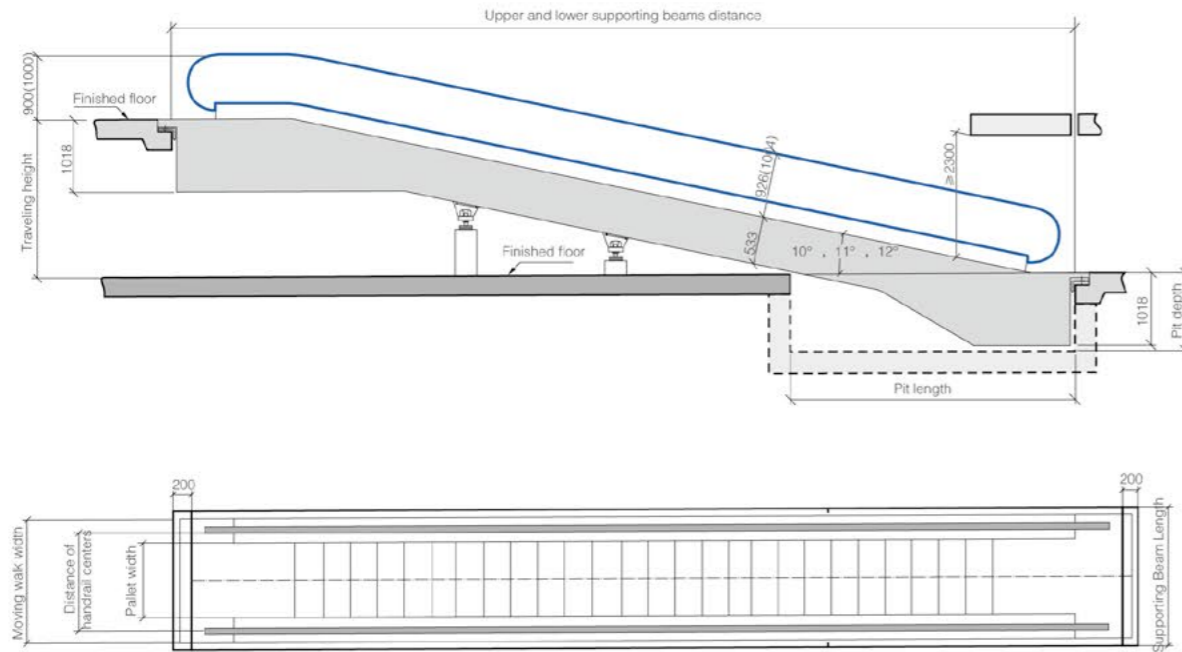 Upper and lower supporting beams distance
900(1000)
Finished floor
1018
Traveling height
926(1004)
≥2300
533
10° , 11° , 12°
Finished floor
1018
Pit depth
Pit length
200
200
Moving walk width
Distance of
handrail centers
Pallet width
Supporting Beam Length